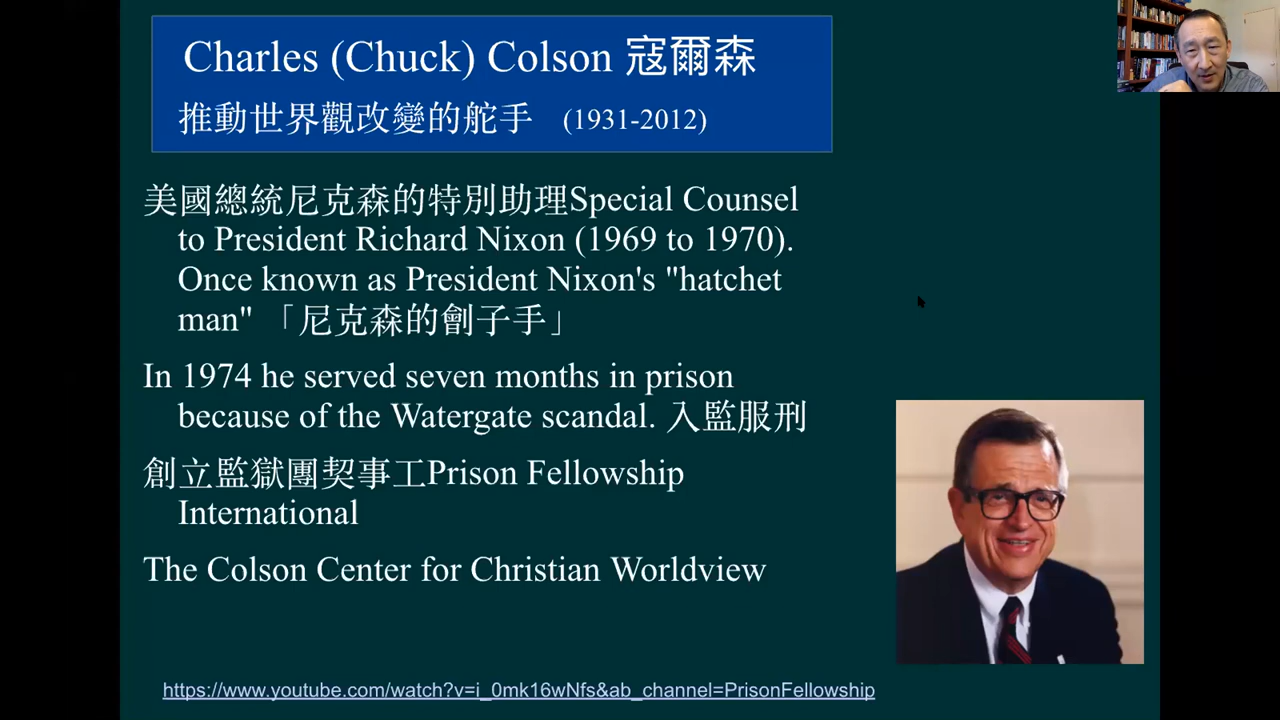 Charles (Chuck) Colson 寇爾森
推動世界觀改變的舵手 (1931-2012)
美國總統尼克森的特別助理Special Counsel
to President Richard Nixon (1969 to 1970).
Once known as President Nixon's "hatchet
man" 「尼克森的劊子手」
In 1974 he served seven months in prison
because of the Watergate scandal. 入監服刑
創立監獄團契事工Prison Fellowship
International
The Colson Center for Christian Worldview
https://www.youtube.com/watch?v=i_0mk16wNfs&ab_channel=PrisonFellowship